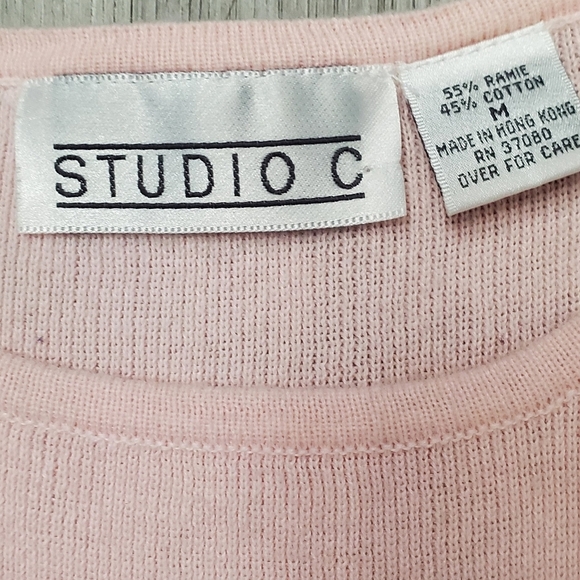 STUDIO C
55% RAMIE
45% COTTON
M
MADE IN HONG KONG
RN 37080
OVER FOR CARE